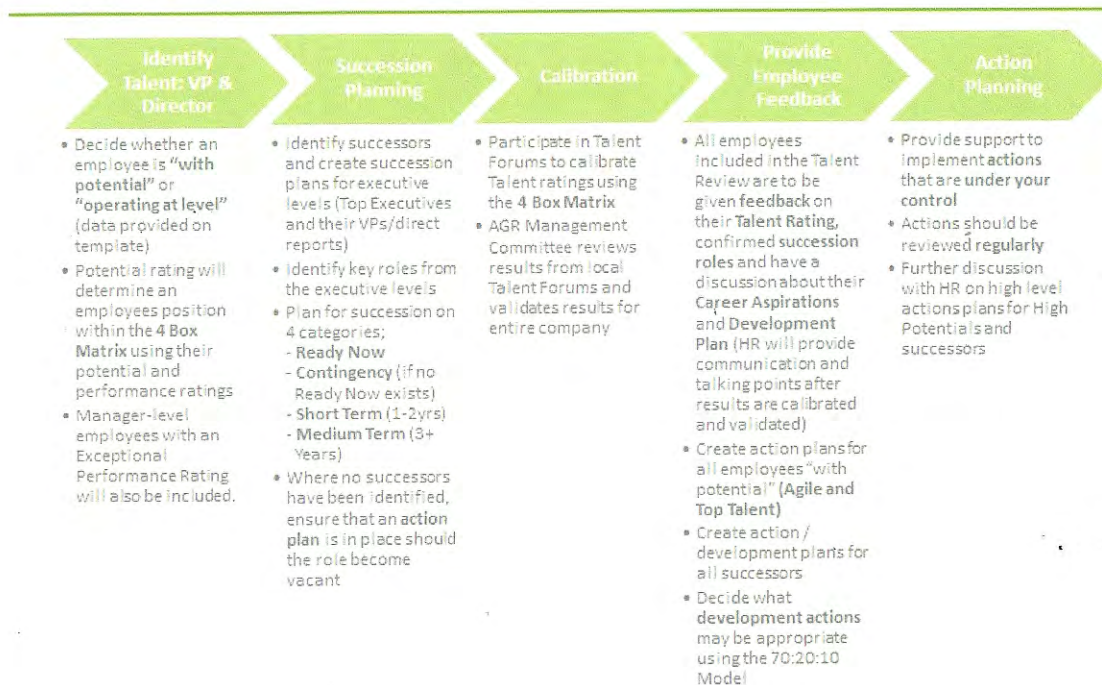 Identify
Talent: VP &
Director
• Decide whether an
employee is "with
potential" or
"operating at level"
(data provided on
template)
• Potential rating will
determine an
employees position
within the 4 Box
Matrix using their
potential and
performance ratings
• Manager-level
employees with an
Exceptional
Performance Rating
will also be included.
Succession
Planning
• Identify successors
and create succession
plans for executive
levels (Top Executives
and their VPs/direct
reports)
• Identify key roles from
the executive levels
• Plan for succession on
4 categories;
- Ready Now
- Contingency (if no
Ready Now exists)
- Short Term (1-2yrs)
- Medium Term (3+
Years)
• Where no successors
have been identified,
ensure that an action
plan is in place should
the role become
vacant
Calibration
• Participate in Talent
Forums to calibrate
Talent ratings using
the 4 Box Matrix
• AGR Management
Committee reviews
results from local
Talent Forums and
validates results for
entire company
Provide
Employee
Feedback
• All employees
included in the Talent
Review are to be
given feedback on
their Talent Rating,
confirmed succession
roles and have a
discussion about their
Career Aspirations
and Development
Plan (HR will provide
communication and
talking points after
results are calibrated
and validated)
• Create action plans for
all employees "with
potential" (Agile and
Top Talent)
• Create action /
development plans for
all successors
• Decide what
development actions
may be appropriate
using the 70:20:10
Model
Action
Planning
• Provide support to
implement actions
that are under your
control
• Actions should be
reviewed regularly
• Further discussion
with HR on high level
actions plans for High
Potentials and
successors